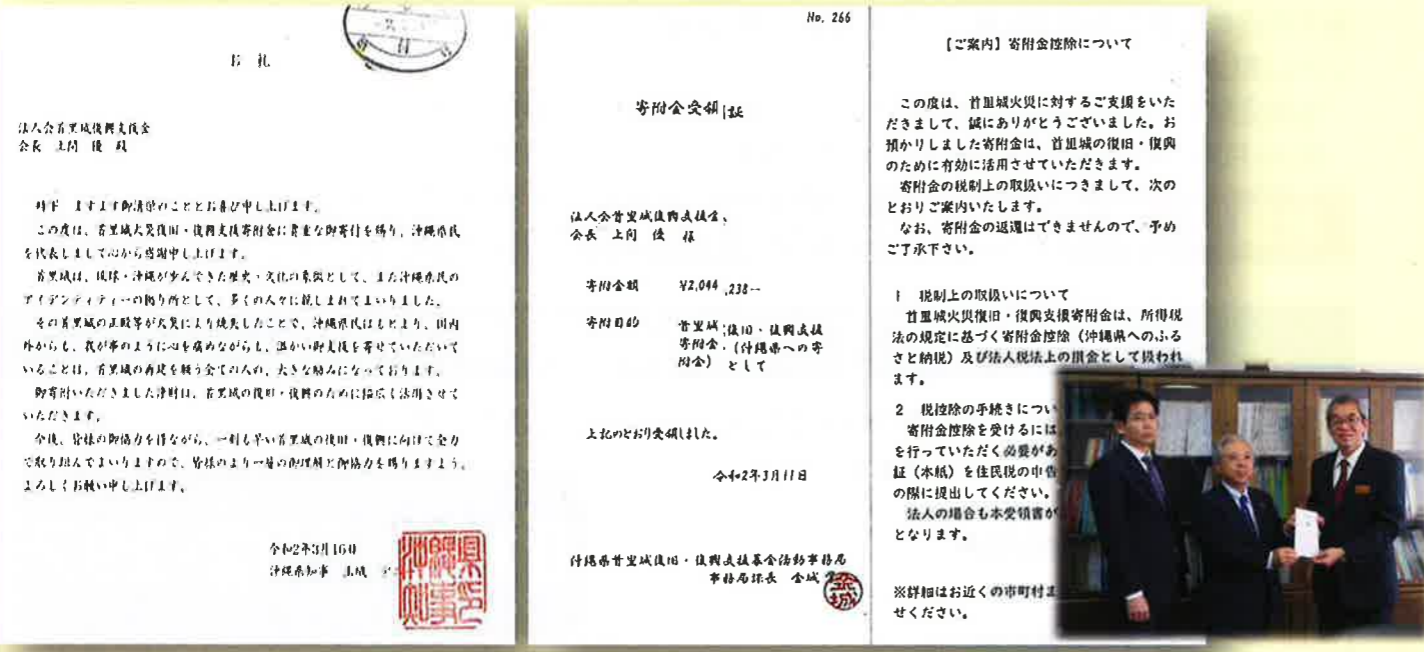 お礼
法人会首里城復興支援金
会長 上間 優 殿
時下 ますます御清栄のこととお喜び申し上げます。
この度は、首里城火災復旧・復興支援寄附金に貴重な御寄付を賜り、沖縄県民
を代表しまして心から感謝申し上げます。
首里城は、琉球・沖縄が歩んできた歴史・文化の象徴として、また沖縄県民の
アイデンティティーの拠り所として、多くの人々に親しまれてまいりました。
その首里城の正殿等が火災により焼失したことで、沖縄県民はもとより、国内
外からも、我が事のように心を痛めながらも、温かい御支援を寄せていただいて
いることは、首里城の再建を願う全ての人の、大きな励みになっております。
御寄附いただきました浄財は、首里城の復旧・復興のために幅広く活用させて
いただきます。
今後、皆様の御協力を得ながら、一刻も早い首里城の復旧・復興に向けて全力
で取り組んでまいりますので、皆様のより一層の御理解と御協力を賜りますよう、
よろしくお願い申し上げます。
令和2年3月16日
沖縄県知事 玉城
No. 266
寄附金受領証
法人会首里城復興支援金、
会長 上間 優 様
寄附金額 ¥2,044,238--
寄附目的 首里城復旧・復興支援
寄附金(沖縄県への寄
附金)として
上記のとおり受領しました。
令和2年3月11日
沖縄県首里城復旧・復興支援募金活動事務局
事務局課長 金城
金城
【ご案内】寄附金控除について
この度は、首里城火災に対するご支援をいた
だきまして、誠にありがとうございました。お
預かりしました寄附金は、首里城の復旧・復興
のために有効に活用させていただきます。
寄附金の税制上の取扱いにつきまして、次の
とおりご案内いたします。
なお、寄附金の返還はできませんので、予め
ご了承下さい。
1 税制上の取扱いについて
首里城火災復旧・復興支援寄附金は、所得税
法の規定に基づく寄附金控除(沖縄県へのふる
さと納税)及び法人税法上の損金として扱われ
ます。
2 税控除の手続きについ
寄附金控除を受けるには
を行っていただく必要があ
証(本紙)を住民税の申告
の際に提出してください。
法人の場合も本受領書が
となります。
※詳細はお近くの市町村ま
せください。